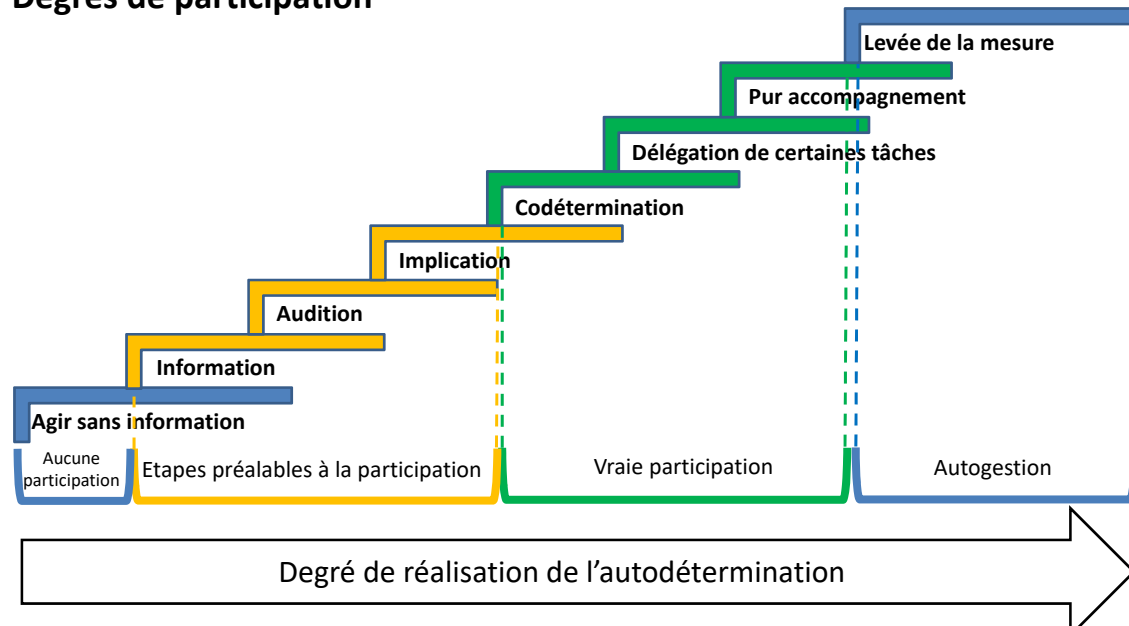 Degrés de participation
Levée de la mesure
Pur accompagnement
Délégation de certaines tâches
Codétermination
Implication
Audition
Information
Agir sans information
Aucune
participation
Etapes préalables à la participation
Vraie participation
Autogestion
Degré de réalisation de l’autodétermination